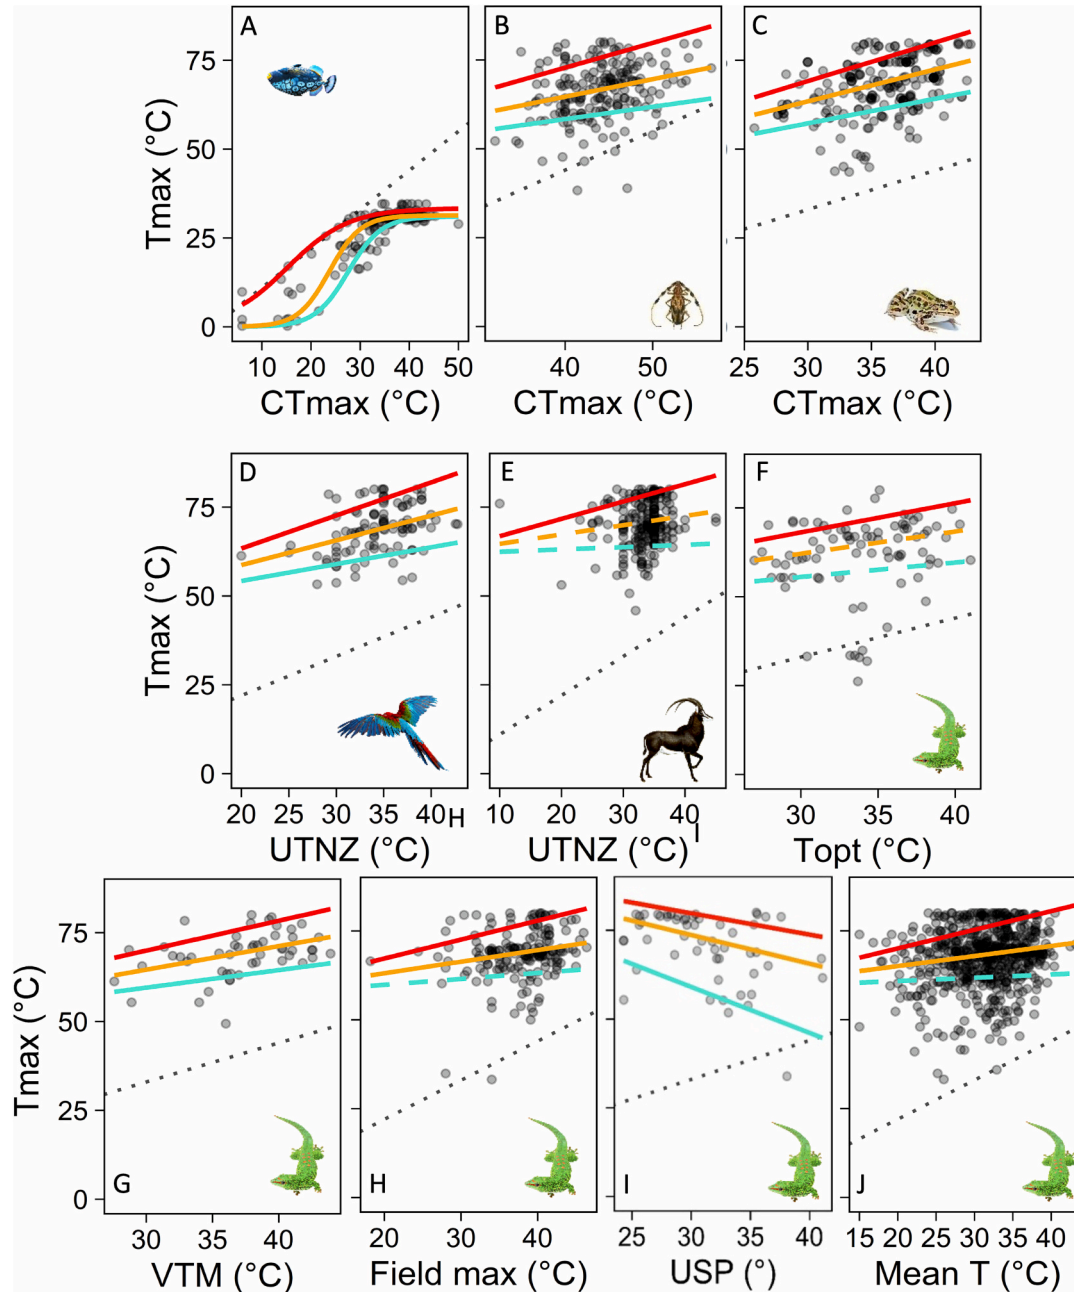 A
B
C
Tmax (°C)
75
50
25
0
10 20 30 40 50
40 50
25 30 35 40
CTmax (°C)
CTmax (°C)
CTmax (°C)
D
E
F
Tmax (°C)
75
50
25
0
20 25 30 35 40 H
10 20 30 40 I
30 35 40
UTNZ (°C)
UTNZ (°C)
Topt (°C)
Tmax (°C)
75
50
25
0
G
H
I
J
30 35 40
30 40
25 30 35 40
15 20 25 30 35 40
VTM (°C)
Field max (°C)
USP (°)
Mean T (°C)